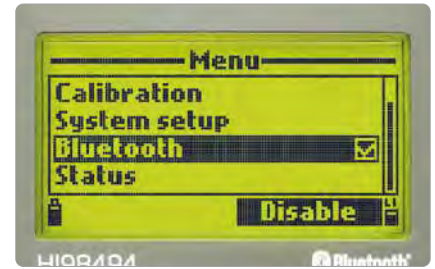 Menu
Calibration
System setup
Bluetooth
Status
Disable
HI98494
Bluetooth